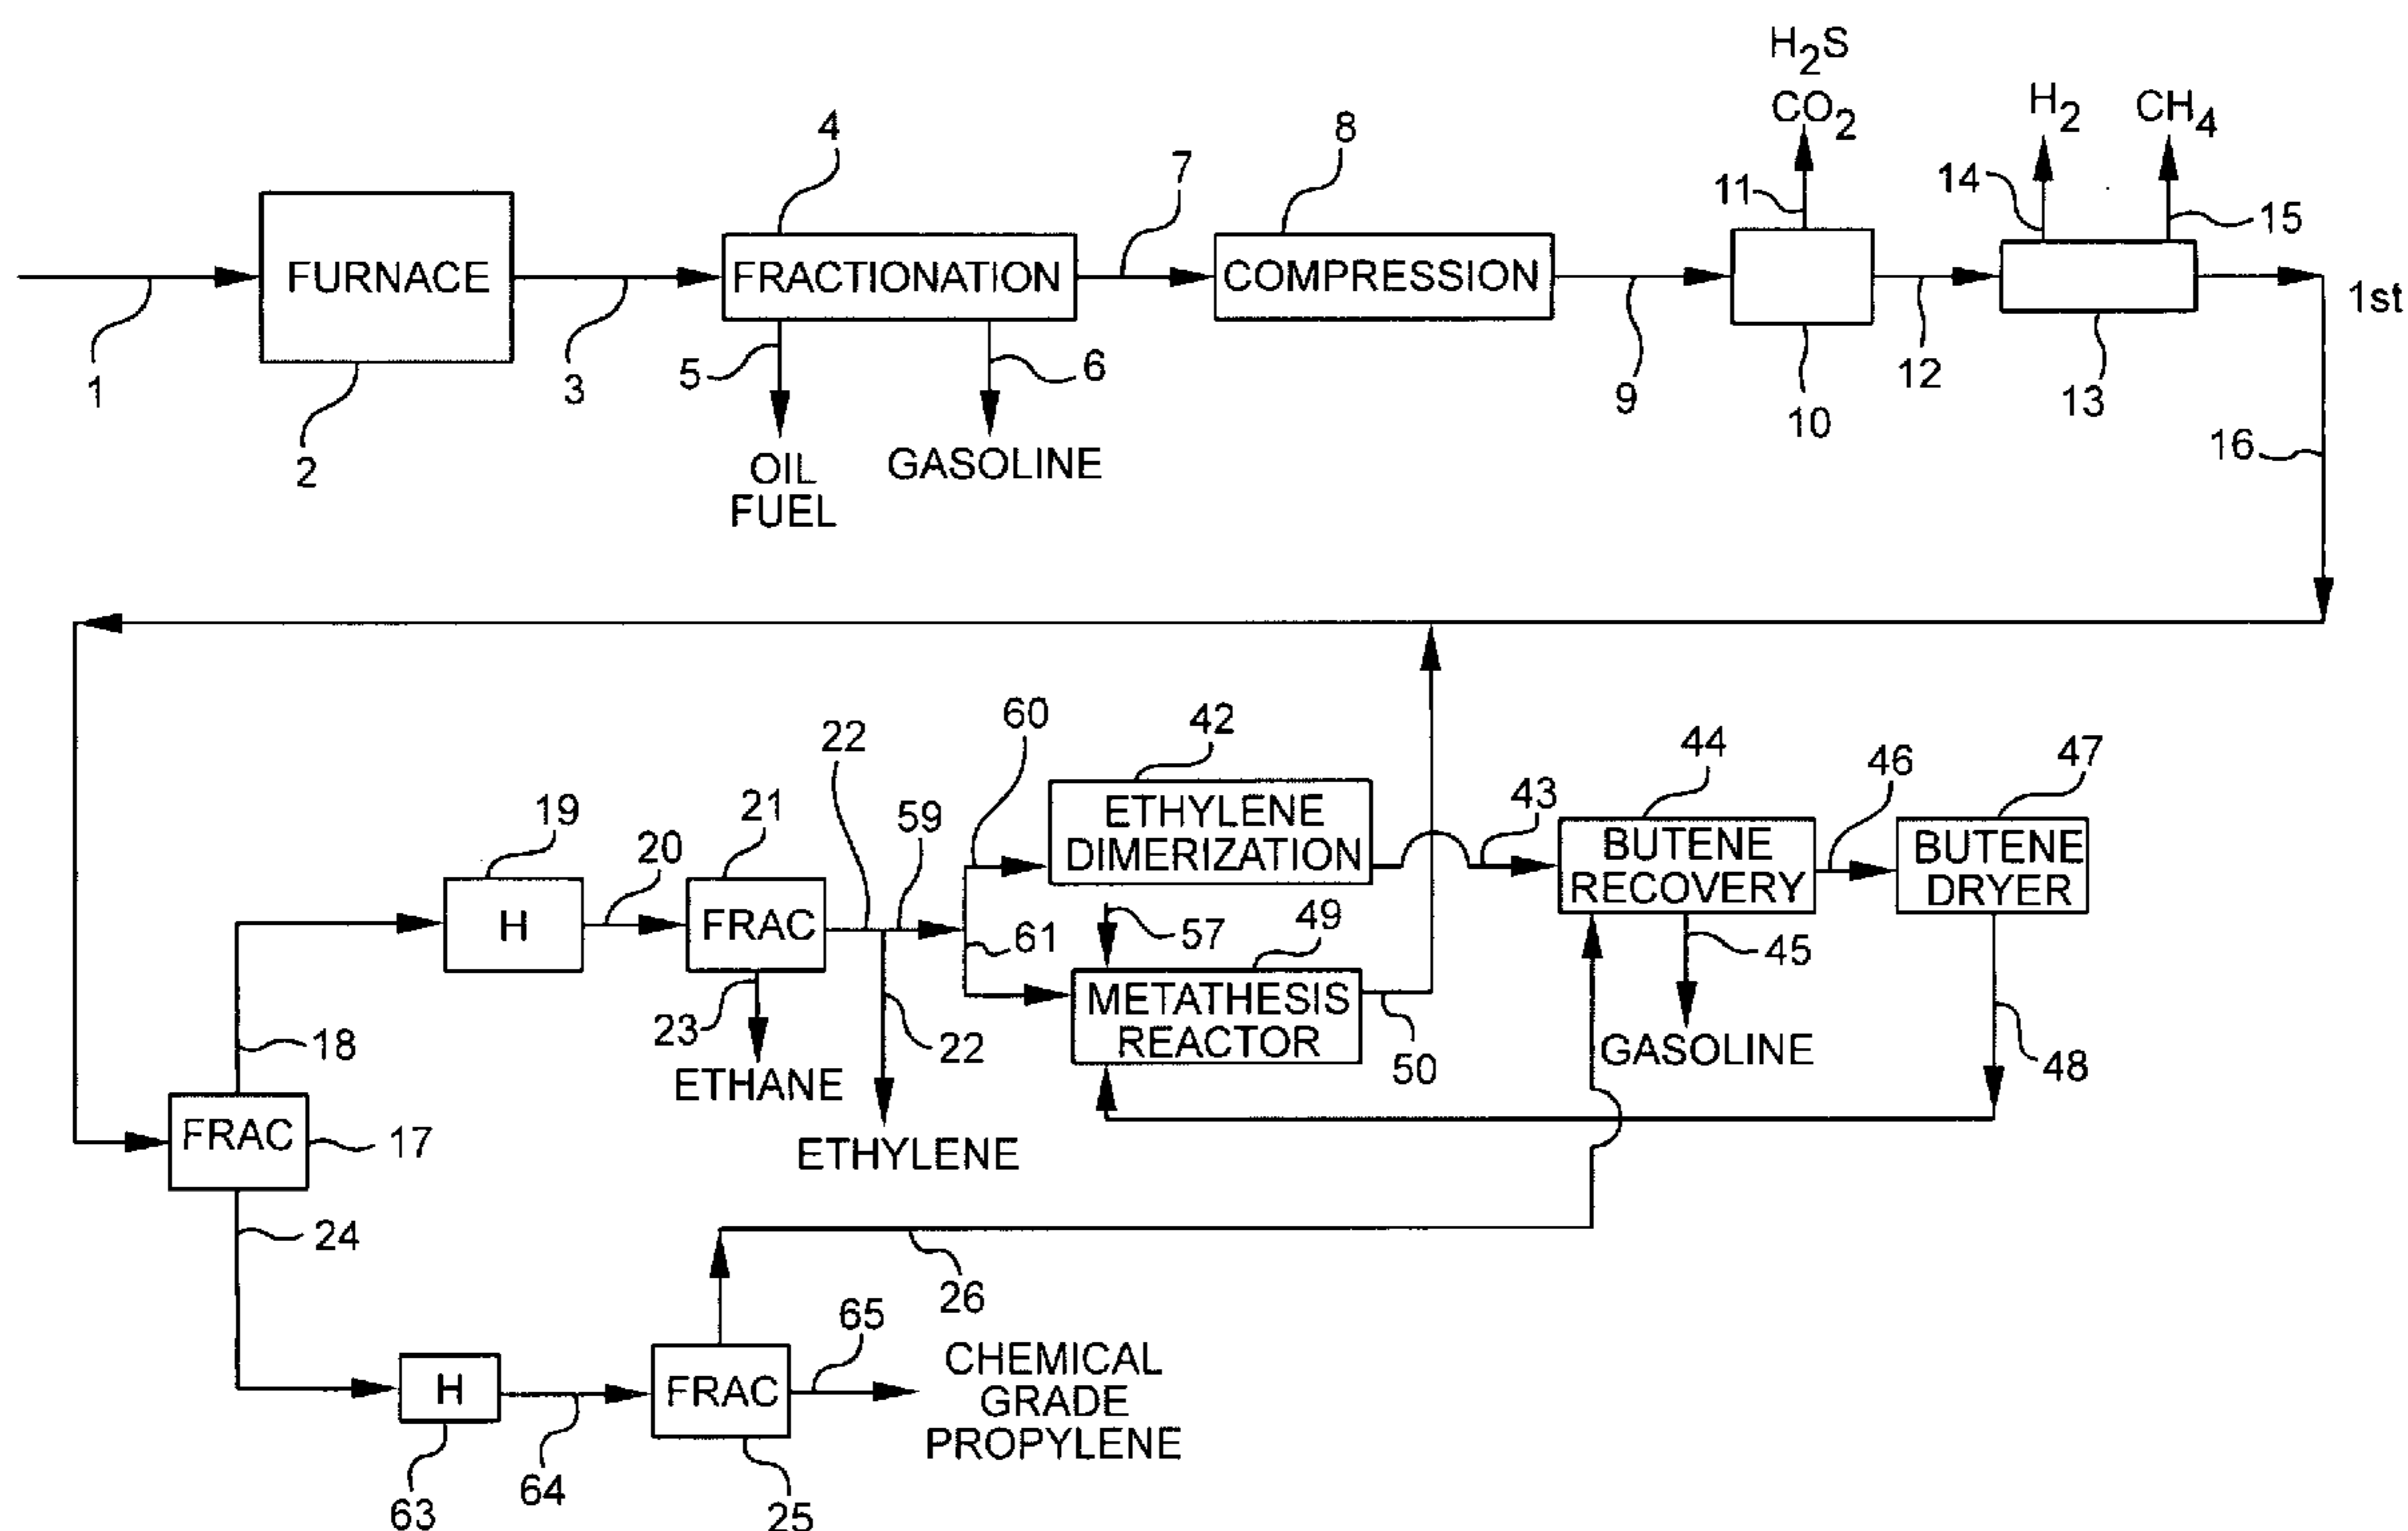 H2S
CO2
H2
CH4
4
8
7
11
14
15
FURNACE
FRACTIONATION
COMPRESSION
1st
1
2
3
5
6
9
10
12
13
16
OIL
FUEL
GASOLINE
60
42
22
44
46
47
19
21
59
43
20
ETHYLENE
DIMERIZATION
BUTENE
RECOVERY
BUTENE
DRYER
H
FRAC
57
49
61
45
METATHESIS
REACTOR
23
22
18
ETHANE
50
GASOLINE
48
FRAC
17
ETHYLENE
24
26
65
H
FRAC
CHEMICAL
GRADE
PROPYLENE
63
64
25